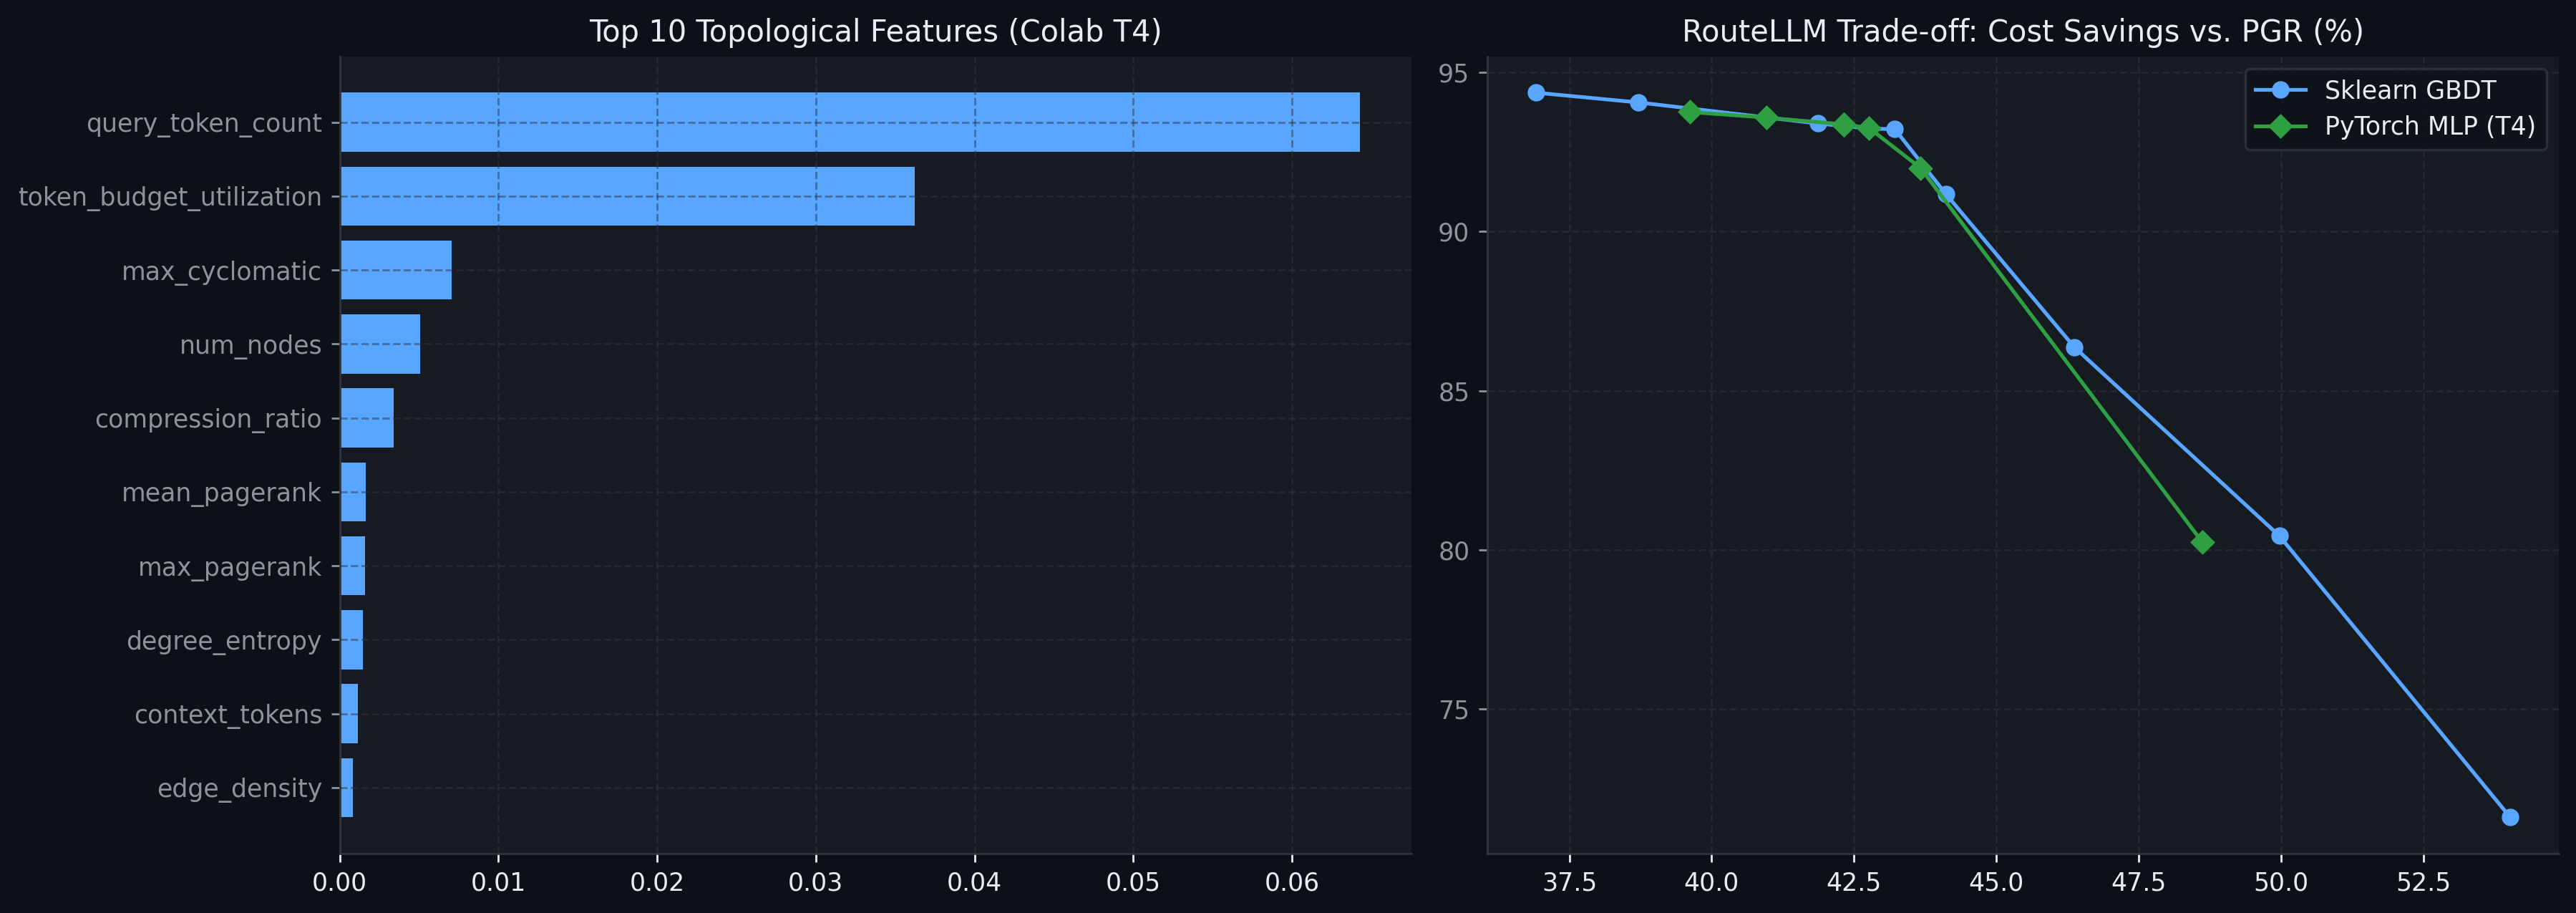 Top 10 Topological Features (Colab T4)
query_token_count
token_budget_utilization
max_cyclomatic
num_nodes
compression_ratio
mean_pagerank
max_pagerank
degree_entropy
context_tokens
edge_density
0.00 0.01 0.02 0.03 0.04 0.05 0.06
RouteLLM Trade-off: Cost Savings vs. PGR (%)
Sklearn GBDT
PyTorch MLP (T4)
95
90
85
80
75
37.5 40.0 42.5 45.0 47.5 50.0 52.5